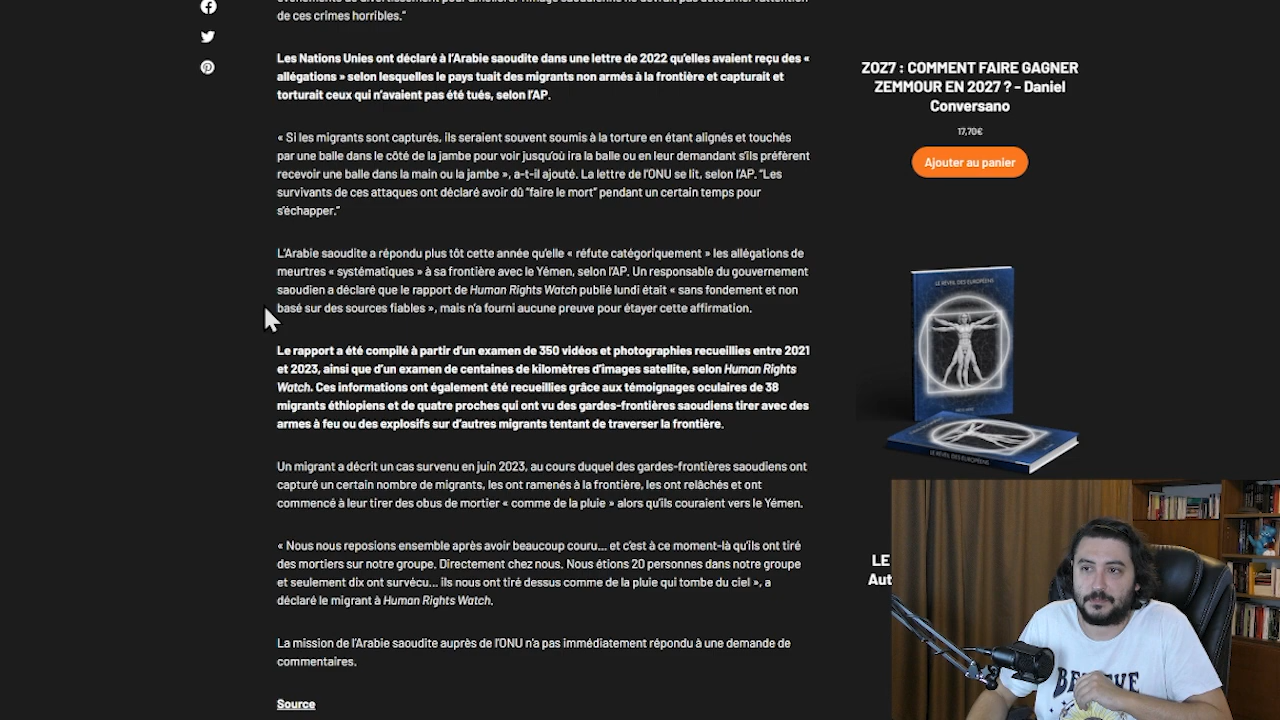 de ces crimes horribles."
Les Nations Unies ont déclaré à l'Arabie saoudite dans une lettre de 2022 qu'elles avaient reçu des «
allégations » selon lesquelles le pays tuait des migrants non armés à la frontière et capturait et
torturait ceux qui n'avaient pas été tués, selon l'AP.
« Si les migrants sont capturés, ils seraient souvent soumis à la torture en étant alignés et touchés
par une balle dans le côté de la jambe pour voir jusqu'où ira la balle ou en leur demandant s'ils préfèrent
recevoir une balle dans la main ou la jambe », a-t-il ajouté. La lettre de l'ONU se lit, selon l'AP. "Les
survivants de ces attaques ont déclaré avoir dû "faire le mort" pendant un certain temps pour
s'échapper."
L'Arabie saoudite a répondu plus tôt cette année qu'elle « réfute catégoriquement » les allégations de
meurtres « systématiques » à sa frontière avec le Yémen, selon l'AP. Un responsable du gouvernement
saoudien a déclaré que le rapport de Human Rights Watch publié lundi était « sans fondement et non
basé sur des sources fiables », mais n'a fourni aucune preuve pour étayer cette affirmation.
Le rapport a été compilé à partir d'un examen de 350 vidéos et photographies recueillies entre 2021
et 2023, ainsi que d'un examen de centaines de kilomètres d'images satellite, selon Human Rights
Watch. Ces informations ont également été recueillies grâce aux témoignages oculaires de 38
migrants éthiopiens et de quatre proches qui ont vu des gardes-frontières saoudiens tirer avec des
armes à feu ou des explosifs sur d'autres migrants tentant de traverser la frontière.
Un migrant a décrit un cas survenu en juin 2023, au cours duquel des gardes-frontières saoudiens ont
capturé un certain nombre de migrants, les ont ramenés à la frontière, les ont relâchés et ont
commencé à leur tirer des obus de mortier « comme de la pluie » alors qu'ils couraient vers le Yémen.
« Nous nous reposions ensemble après avoir beaucoup couru… et c'est à ce moment-là qu'ils ont tiré
des mortiers sur notre groupe. Directement chez nous. Nous étions 20 personnes dans notre groupe
et seulement dix ont survécu… ils nous ont tiré dessus comme de la pluie qui tombe du ciel », a
déclaré le migrant à Human Rights Watch.
La mission de l'Arabie saoudite auprès de l'ONU n'a pas immédiatement répondu à une demande de
commentaires.
Source
ZOZ7 : COMMENT FAIRE GAGNER
ZEMMOUR EN 2027 ? - Daniel
Conversano
17,70€
Ajouter au panier
LE RÉVEIL DES EUROPÉENS
LE RÉVEIL DES EUROPÉENS
LE
Aut